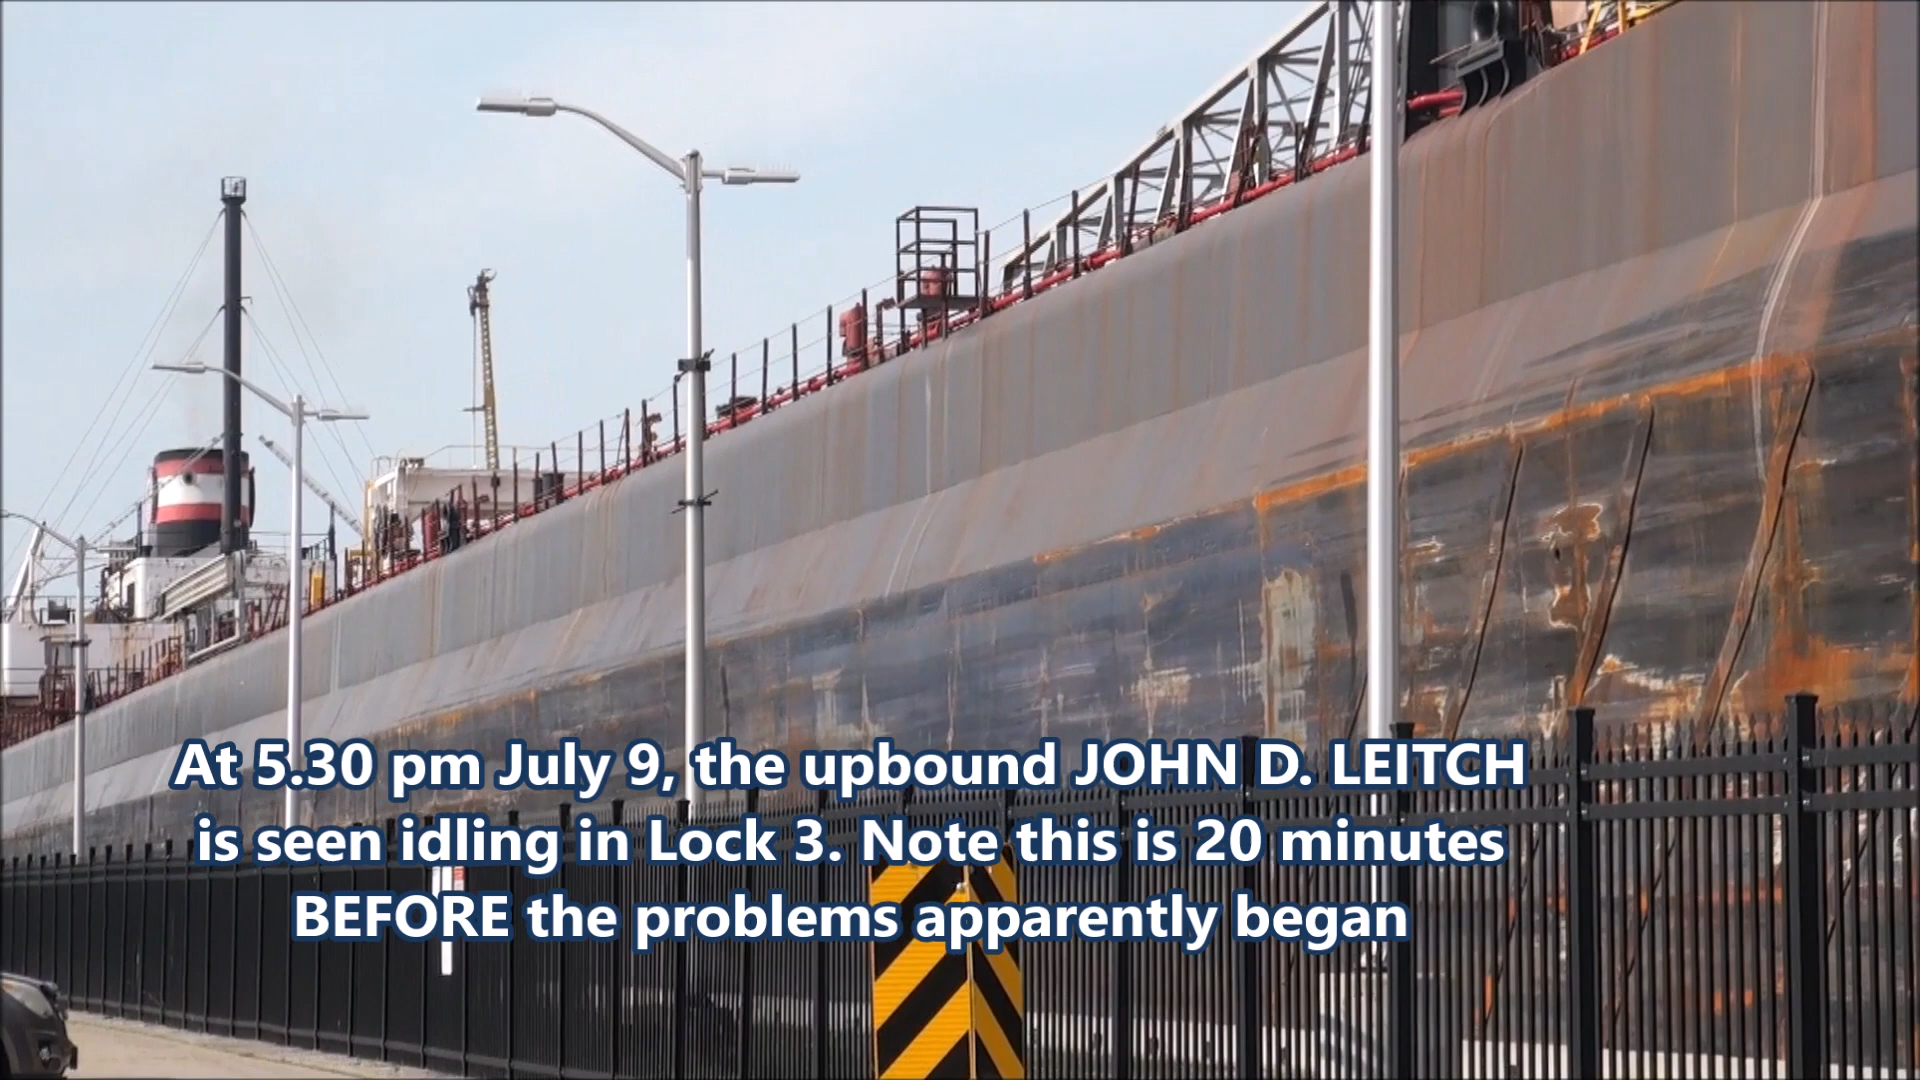 At 5.30 pm July 9, the upbound JOHN D. LEITCH
is seen idling in Lock 3. Note this is 20 minutes
BEFORE the problems apparently began